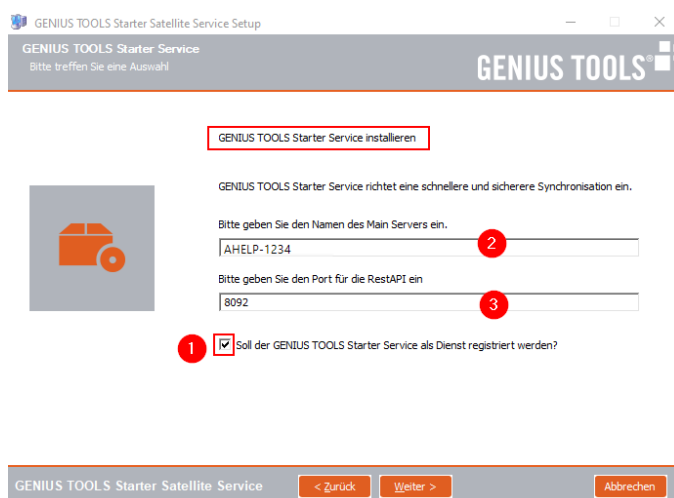 GENIUS TOOLS Starter Satellite Service Setup
GENIUS TOOLS Starter Service
Bitte treffen Sie eine Auswahl
GENIUS TOOLS®
GENIUS TOOLS Starter Service installieren
GENIUS TOOLS Starter Service richtet eine schnellere und sicherere Synchronisation ein.
Bitte geben Sie den Namen des Main Servers ein.
AHELP-1234
2
Bitte geben Sie den Port für die RestAPI ein
8092
3
1
Soll der GENIUS TOOLS Starter Service als Dienst registriert werden?
GENIUS TOOLS Starter Satellite Service
< Zurück
Weiter >
Abbrechen